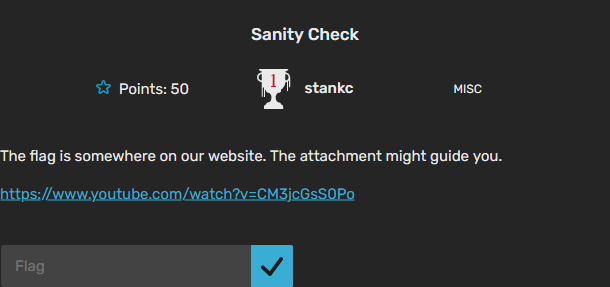 Sanity Check
Points: 50
1
stankc
MISC
The flag is somewhere on our website. The attachment might guide you.
https://www.youtube.com/watch?v=CM3jcGsS0Po
Flag